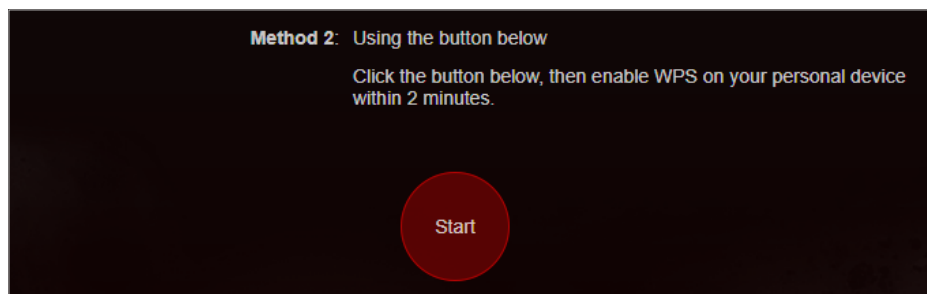 Method 2: Using the button below
Click the button below, then enable WPS on your personal device
within 2 minutes.
Start